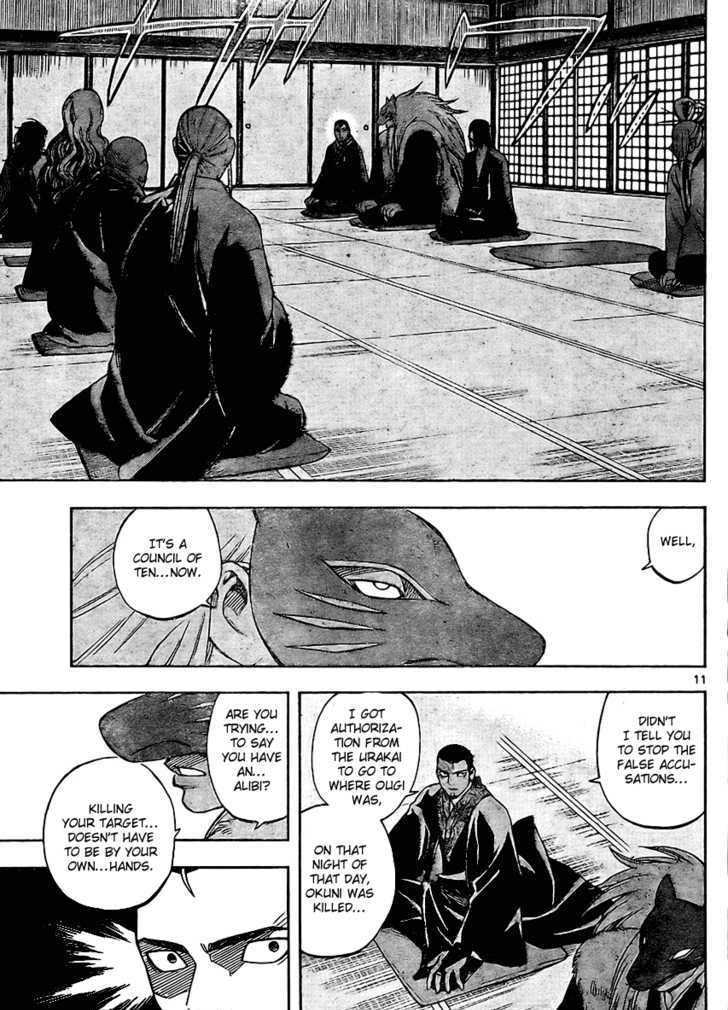 WELL,
IT'S A
COUNCIL OF
TEN...NOW.
11
DIDN'T
I TELL YOU
TO STOP THE
FALSE ACCU-
SATIONS...
I GOT
AUTHORIZA-
TION FROM
THE URAKAI
TO GO TO
WHERE OUGI
WAS,
ON THAT
NIGHT OF
THAT DAY,
OKUNI WAS
KILLED...
ARE YOU
TRYING...
TO SAY
YOU HAVE
AN...
ALIBI?
KILLING
YOUR TARGET...
DOESN'T HAVE
TO BE BY YOUR
OWN...HANDS.